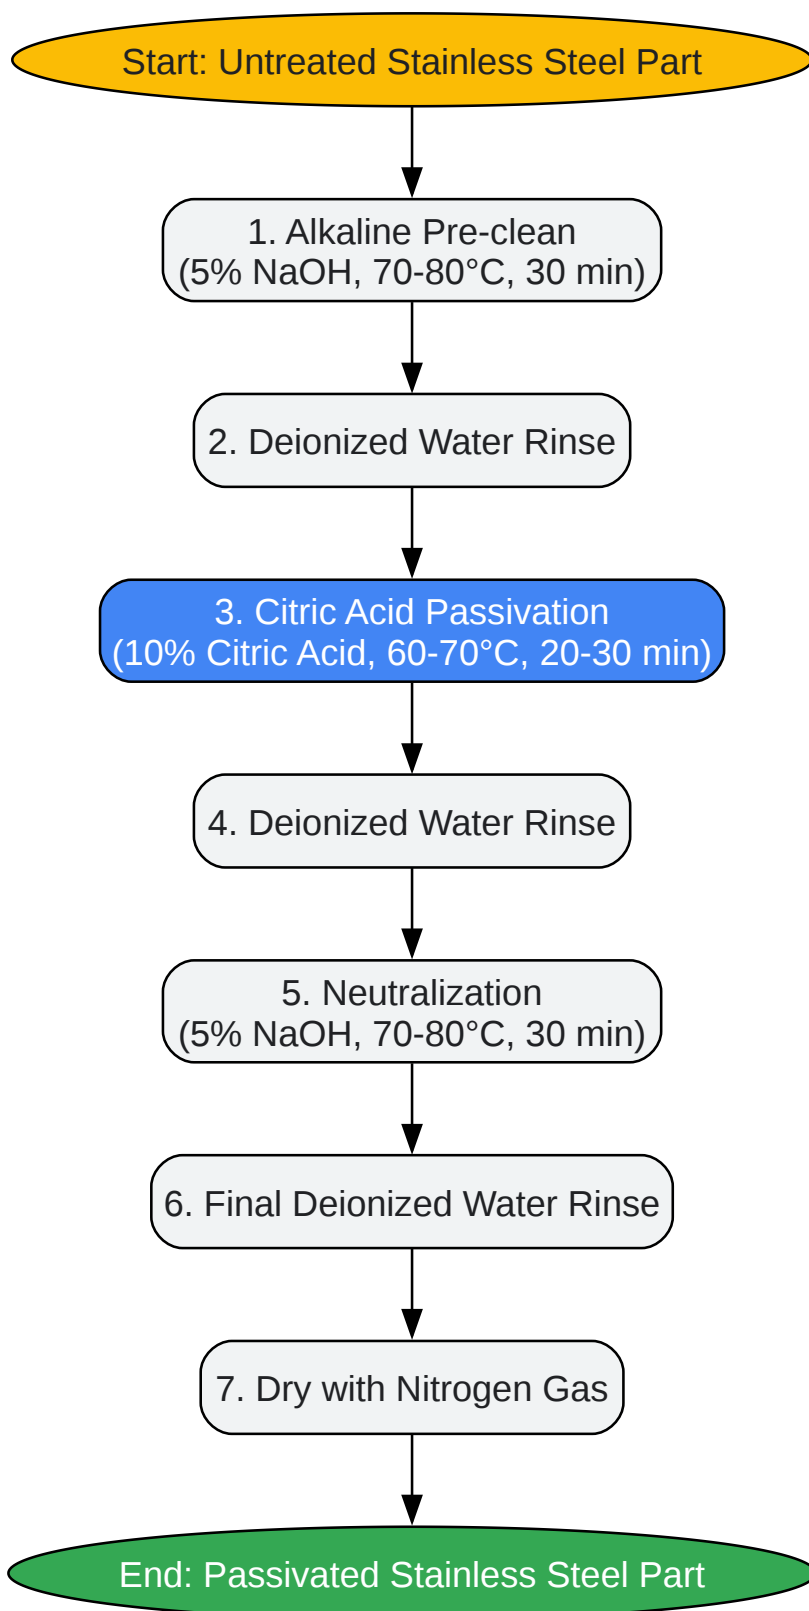 Start: Untreated Stainless Steel Part
1. Alkaline Pre-clean
(5% NaOH, 70-80°C, 30 min)
2. Deionized Water Rinse
3. Citric Acid Passivation
(10% Citric Acid, 60-70°C, 20-30 min)
4. Deionized Water Rinse
5. Neutralization
(5% NaOH, 70-80°C, 30 min)
6. Final Deionized Water Rinse
7. Dry with Nitrogen Gas
End: Passivated Stainless Steel Part